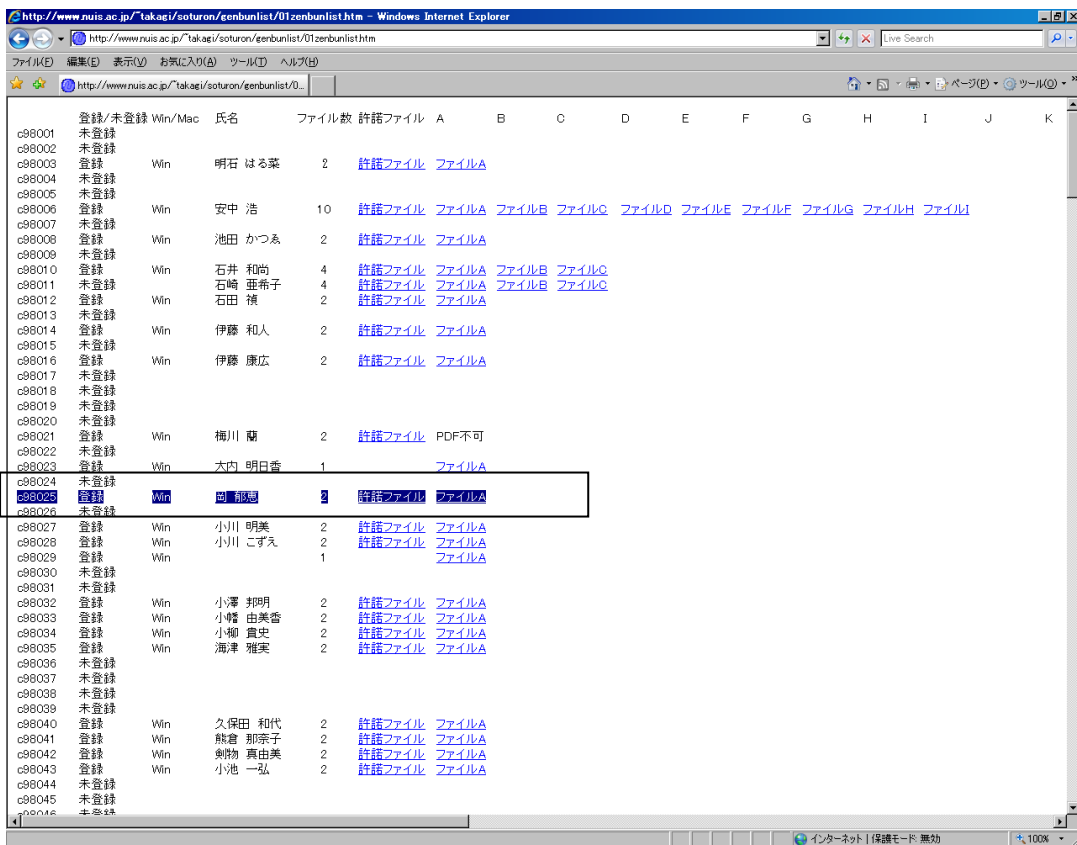 http://www.nuis.ac.jp/~takagi/soturon/genbunlist/01zenbunlist.htm - Windows Internet Explorer
http://www.nuis.ac.jp/~takagi/soturon/genbunlist/01zenbunlist.htm Live Search
ファイル(F) 編集(E) 表示(V) お気に入り(A) ツール(T) ヘルプ(H)
http://www.nuis.ac.jp/~takagi/soturon/genbunlist/0... ページ(P) ツール(O)
登録/未登録 Win/Mac 氏名 ファイル数 許諾ファイル A B C D E F G H I J K
c98001 未登録
c98002 未登録
c98003 登録 Win 明石 はる菜 2 許諾ファイル ファイルA
c98004 未登録
c98005 未登録
c98006 登録 Win 安中 浩 10 許諾ファイル ファイルA ファイルB ファイルC ファイルD ファイルE ファイルF ファイルG ファイルH ファイルI
c98007 未登録
c98008 登録 Win 池田 かつゑ 2 許諾ファイル ファイルA
c98009 未登録
c98010 登録 Win 石井 和尚 4 許諾ファイル ファイルA ファイルB ファイルC
c98011 未登録 石崎 亜希子 4 許諾ファイル ファイルA ファイルB ファイルC
c98012 登録 Win 石田 禎 2 許諾ファイル ファイルA
c98013 未登録
c98014 登録 Win 伊藤 和人 2 許諾ファイル ファイルA
c98015 未登録
c98016 登録 Win 伊藤 康広 2 許諾ファイル ファイルA
c98017 未登録
c98018 未登録
c98019 未登録
c98020 未登録
c98021 登録 Win 梅川 蘭 2 許諾ファイル PDF不可
c98022 未登録
c98023 登録 Win 大内 明日香 1 ファイルA
c98024 未登録
c98025 登録 Win 岡 郁恵 2 許諾ファイル ファイルA
c98026 未登録
c98027 登録 Win 小川 明美 2 許諾ファイル ファイルA
c98028 登録 Win 小川 こずえ 2 許諾ファイル ファイルA
c98029 登録 Win 1 ファイルA
c98030 未登録
c98031 未登録
c98032 登録 Win 小澤 邦明 2 許諾ファイル ファイルA
c98033 登録 Win 小幡 由美香 2 許諾ファイル ファイルA
c98034 登録 Win 小柳 貴史 2 許諾ファイル ファイルA
c98035 登録 Win 海津 雅実 2 許諾ファイル ファイルA
c98036 未登録
c98037 未登録
c98038 未登録
c98039 未登録
c98040 登録 Win 久保田 和代 2 許諾ファイル ファイルA
c98041 登録 Win 熊倉 那奈子 2 許諾ファイル ファイルA
c98042 登録 Win 剣物 真由美 2 許諾ファイル ファイルA
c98043 登録 Win 小池 一弘 2 許諾ファイル ファイルA
c98044 未登録
c98045 未登録
c98046 未登録
インターネット | 保護モード: 無効 100%